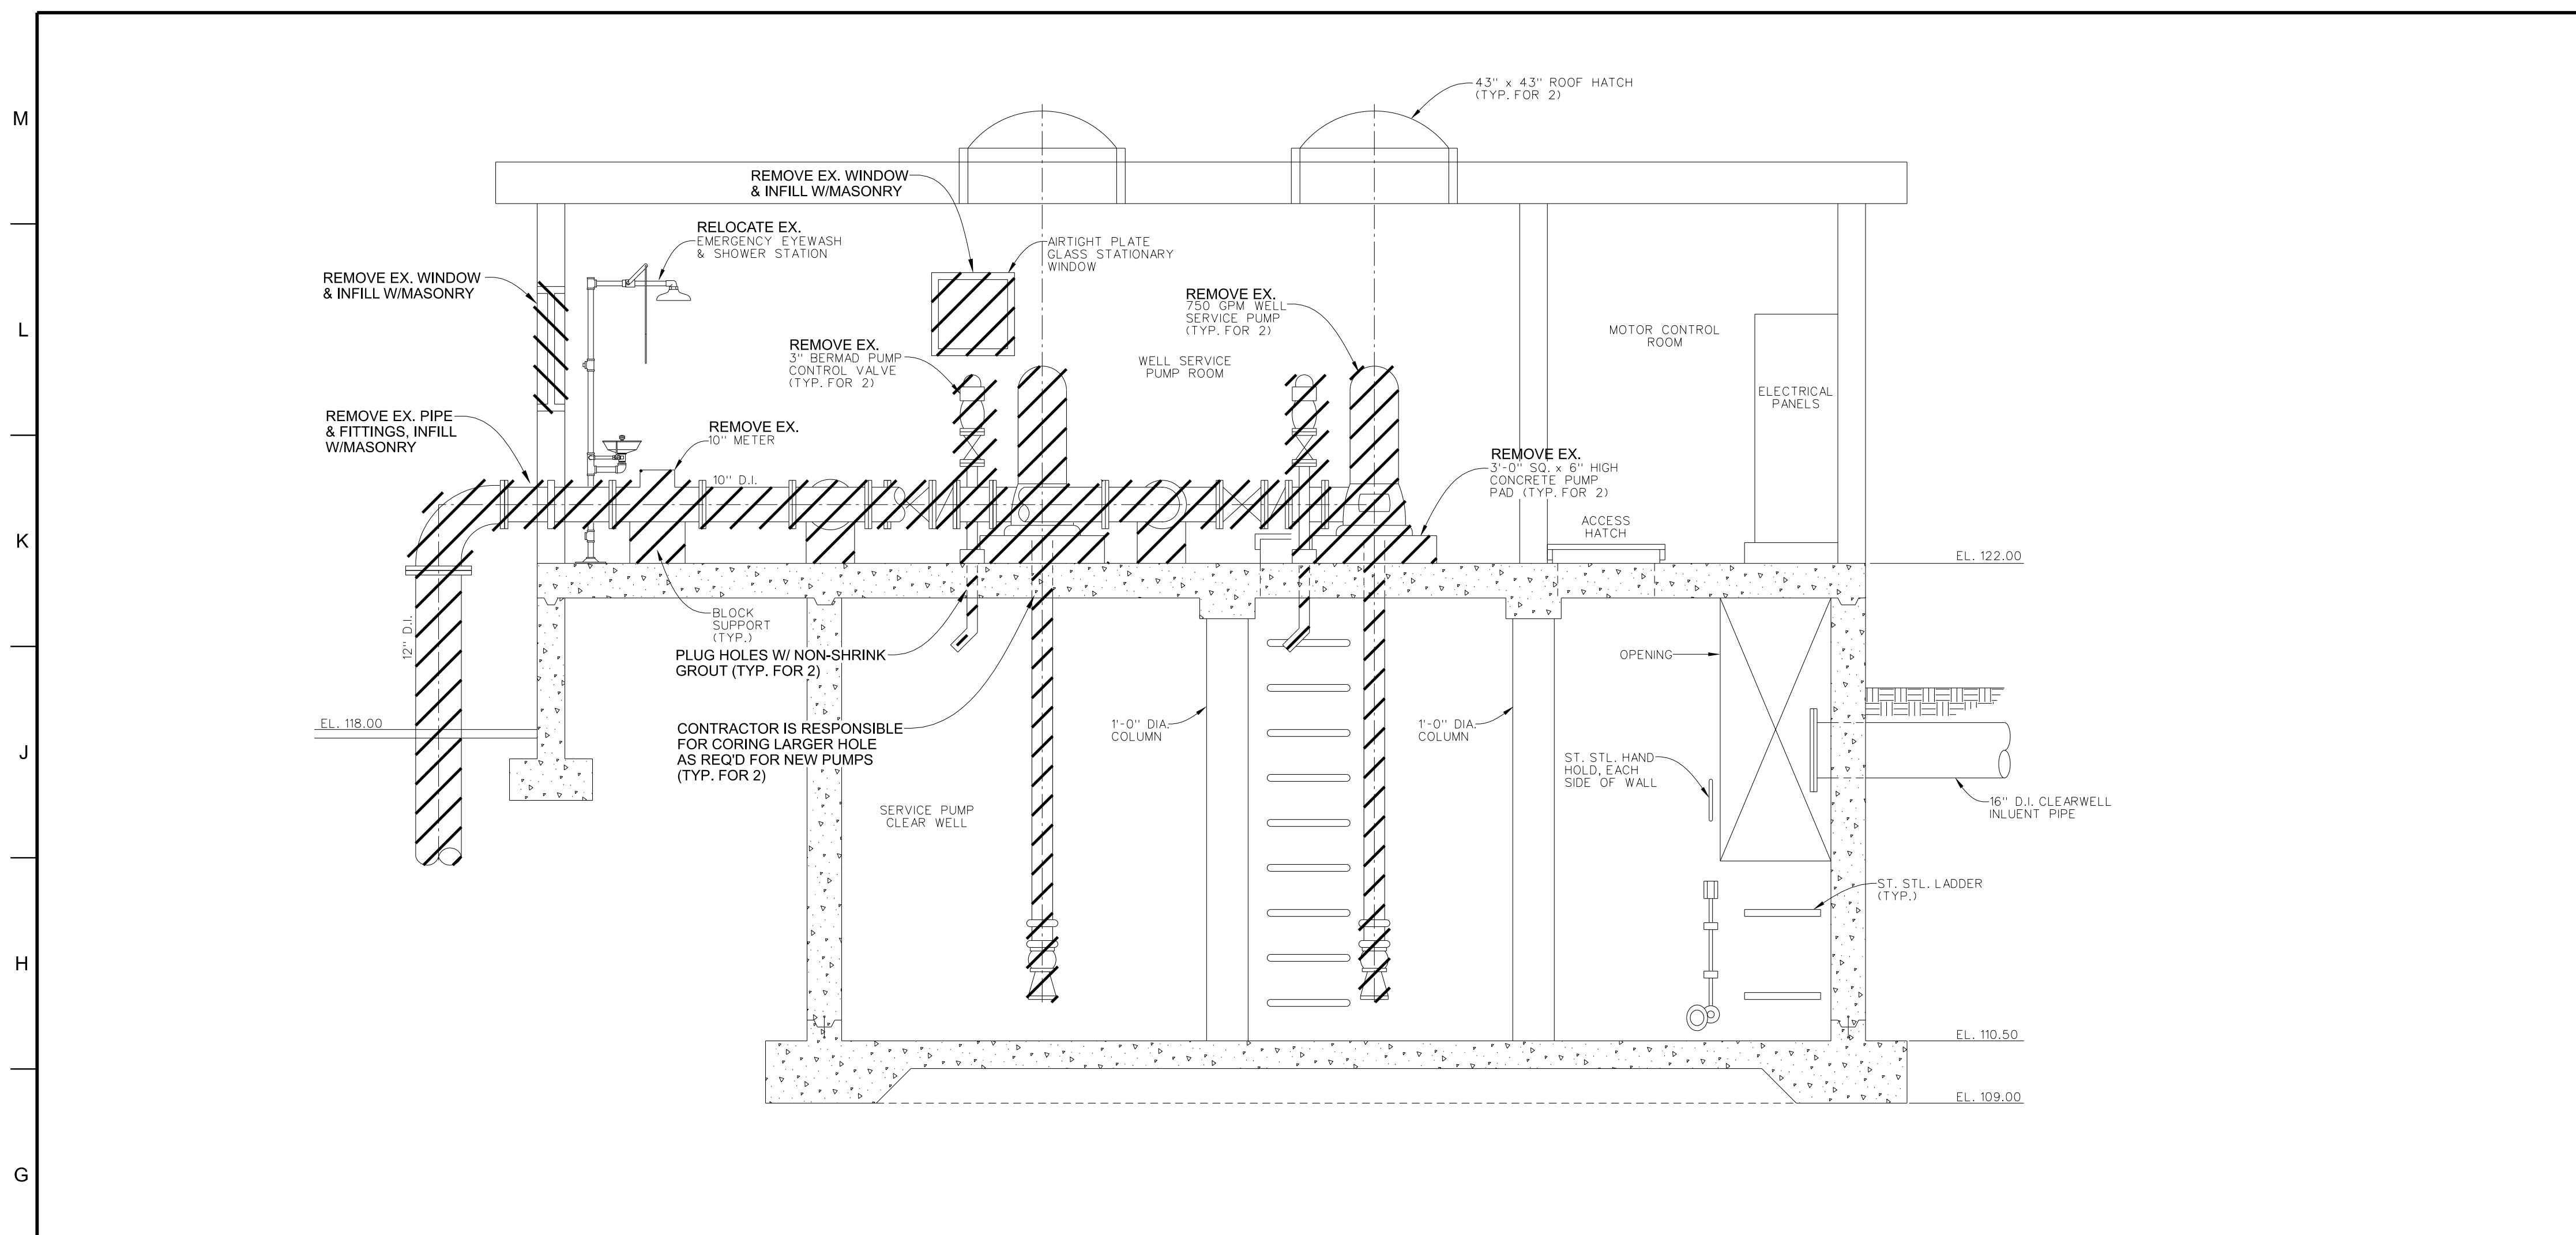 M
L
K
J
H
G
43" x 43" ROOF HATCH
(TYP. FOR 2)
REMOVE EX. WINDOW
& INFILL W/MASONRY
RELOCATE EX.
EMERGENCY EYEWASH
& SHOWER STATION
AIRTIGHT PLATE
GLASS STATIONARY
WINDOW
REMOVE EX. WINDOW
& INFILL W/MASONRY
REMOVE EX.
750 GPM WELL
SERVICE PUMP
(TYP. FOR 2)
MOTOR CONTROL
ROOM
REMOVE EX.
3" BERMAD PUMP
CONTROL VALVE
(TYP. FOR 2)
WELL SERVICE
PUMP ROOM
ELECTRICAL
PANELS
REMOVE EX. PIPE
& FITTINGS, INFILL
W/MASONRY
REMOVE EX.
10" METER
10" D.I.
REMOVE EX.
3'-0" SQ. x 6" HIGH
CONCRETE PUMP
PAD (TYP. FOR 2)
ACCESS
HATCH
EL. 122.00
BLOCK
SUPPORT
(TYP.)
12" D.I.
PLUG HOLES W/ NON-SHRINK
GROUT (TYP. FOR 2)
OPENING
EL. 118.00
CONTRACTOR IS RESPONSIBLE
FOR CORING LARGER HOLE
AS REQ'D FOR NEW PUMPS
(TYP. FOR 2)
1'-0" DIA.
COLUMN
1'-0" DIA.
COLUMN
ST. STL. HAND
HOLD, EACH
SIDE OF WALL
SERVICE PUMP
CLEAR WELL
16" D.I. CLEARWELL
INLUENT PIPE
ST. STL. LADDER
(TYP.)
EL. 110.50
EL. 109.00